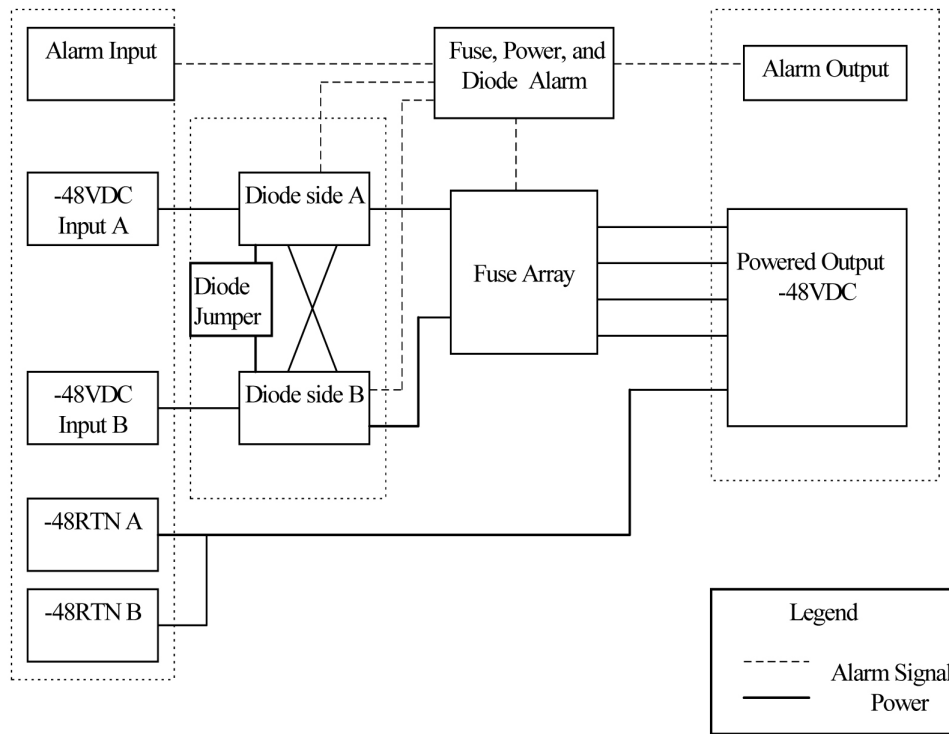 Alarm Input
Fuse, Power, and
Diode Alarm
Alarm Output
-48VDC
Input A
Diode side A
Fuse Array
Powered Output
-48VDC
Diode
Jumper
-48VDC
Input B
Diode side B
-48RTN A
-48RTN B
Legend
Alarm Signal
Power